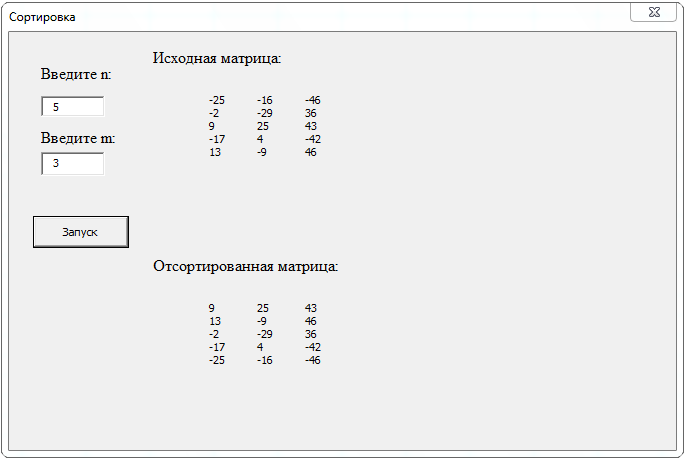 Сортировка
Введите n:
5
Введите m:
3
Запуск
Исходная матрица:
-25 -16 -46
-2 -29 36
9 25 43
-17 4 -42
13 -9 46
Отсортированная матрица:
9 25 43
13 -9 46
-2 -29 36
-17 4 -42
-25 -16 -46